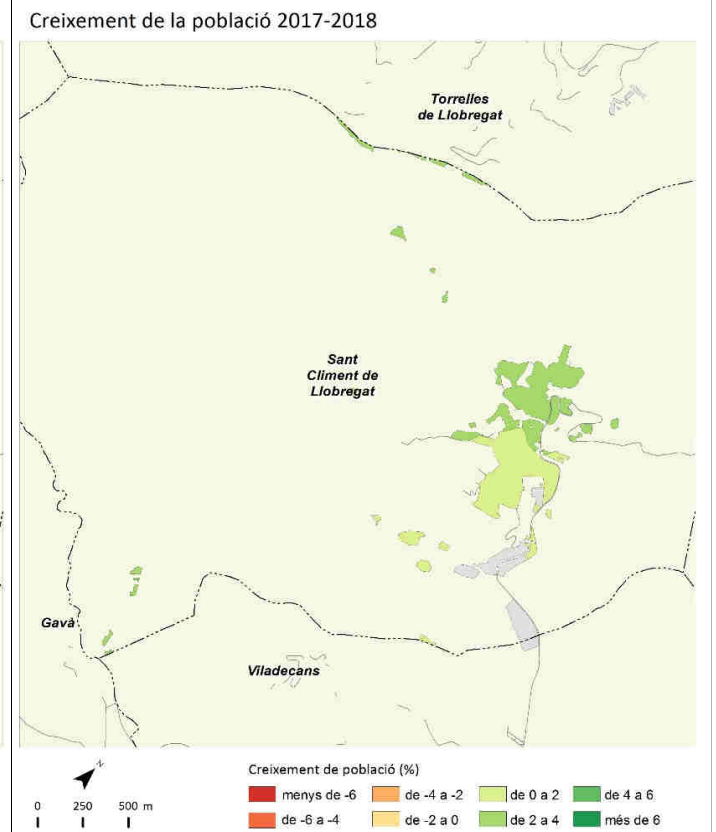 Creixement de la població 2017-2018
Torrelles
de Llobregat
Sant
Climent de
Llobregat
Gavà
Viladecans
N
0 250 500 m
Creixement de població (%)
menys de -6 de -4 a -2 de 0 a 2 de 4 a 6
de -6 a -4 de -2 a 0 de 2 a 4 més de 6